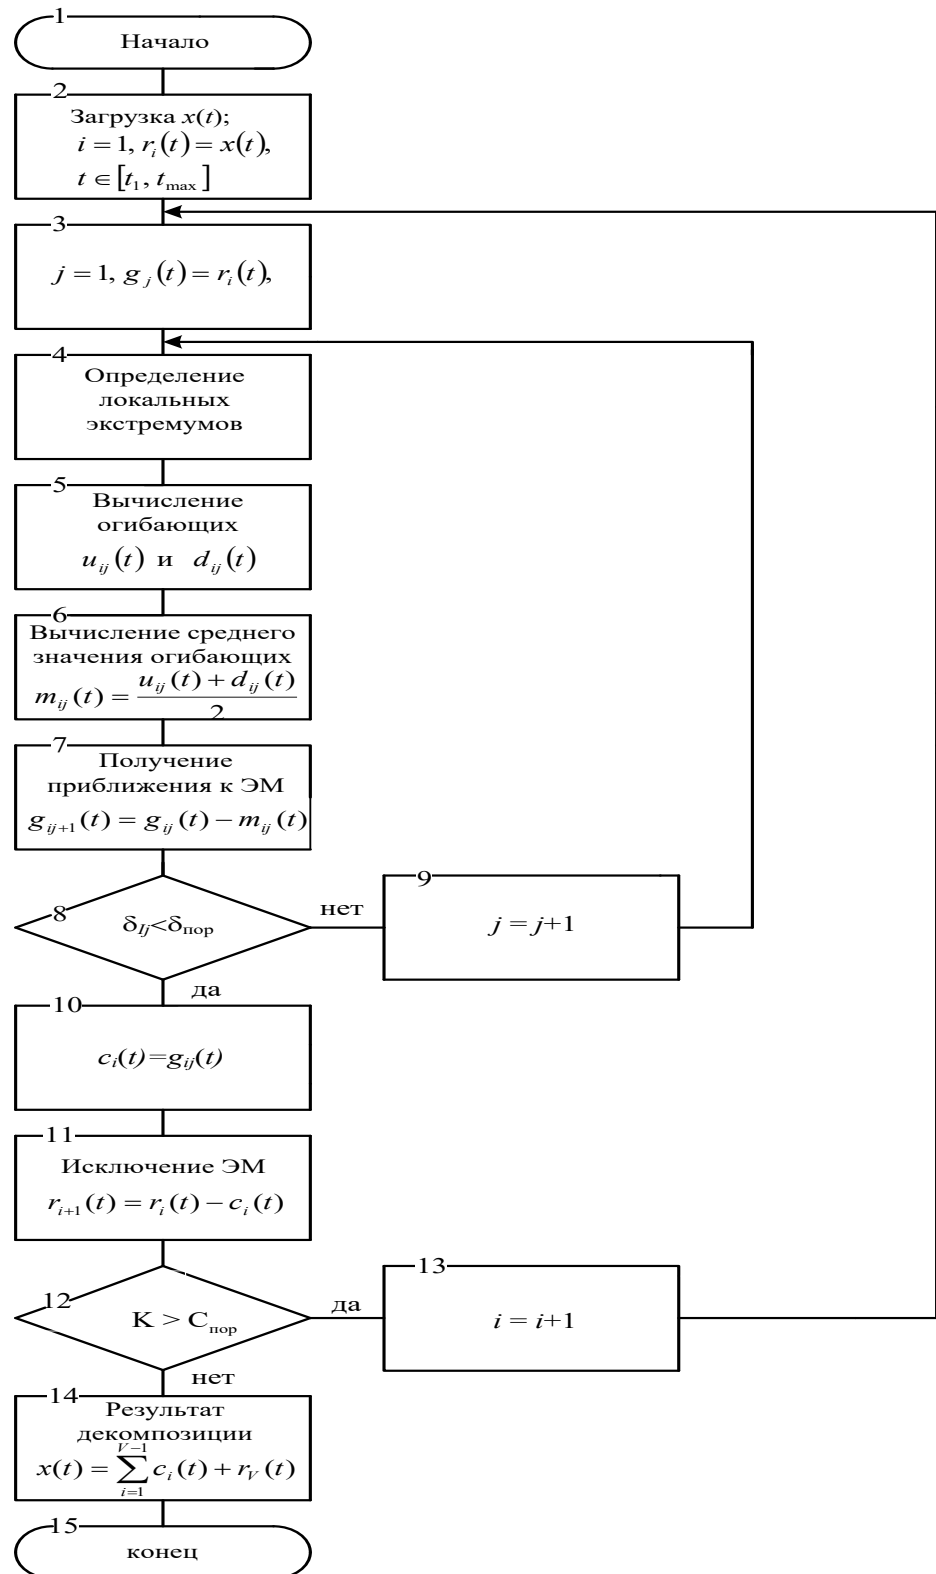 1
Начало
2
Загрузка x(t);
i = 1, r_i(t) = x(t),
t ∈ [t_1, t_max]
3
j = 1, g_j(t) = r_i(t),
4
Определение
локальных
экстремумов
5
Вычисление
огибающих
u_ij(t) и d_ij(t)
6
Вычисление среднего
значения огибающих
m_ij(t) = (u_ij(t) + d_ij(t))/2
7
Получение
приближения к ЭМ
g_ij+1(t) = g_ij(t) − m_ij(t)
8
δ_Ij<δ_пор
нет
9
j = j+1
да
10
c_i(t)=g_ij(t)
11
Исключение ЭМ
r_i+1(t) = r_i(t) − c_i(t)
12
K > C_пор
да
13
i = i+1
нет
14
Результат
декомпозиции
x(t) = ∑_{i=1}^{V−1} c_i(t) + r_V(t)
15
конец